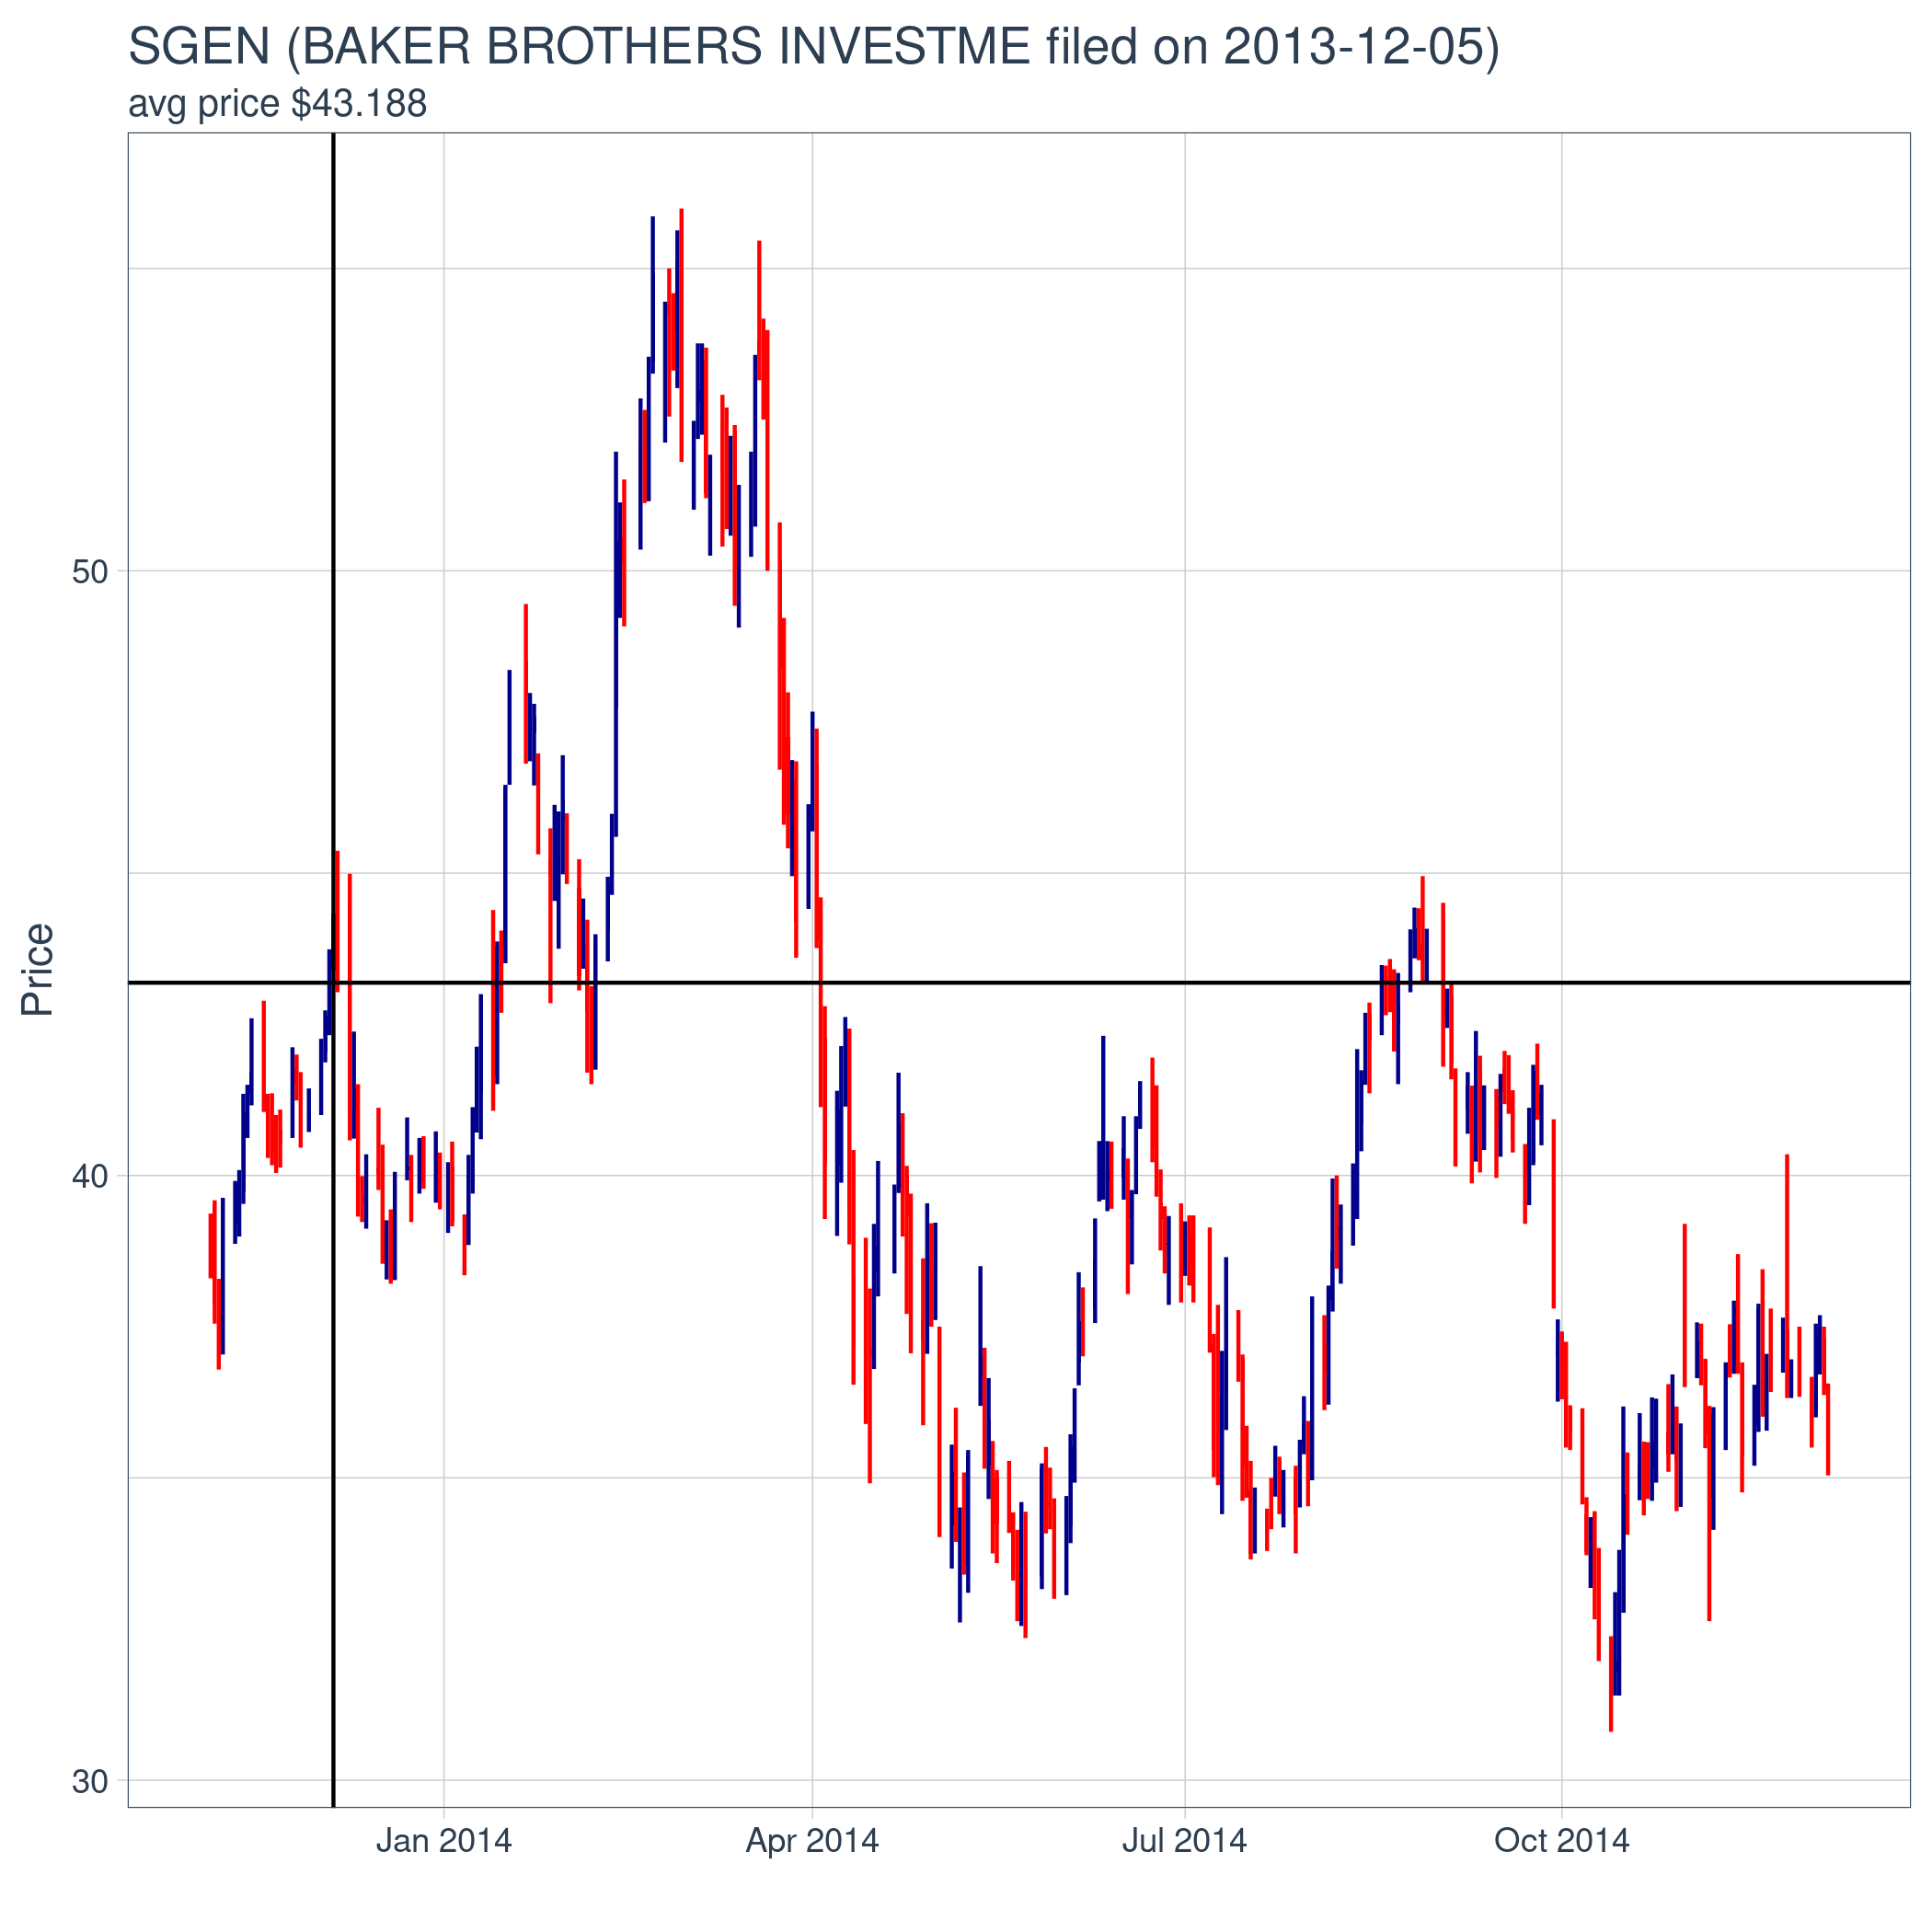 SGEN (BAKER BROTHERS INVESTME filed on 2013-12-05)
avg price $43.188
Price
50
40
30
Jan 2014
Apr 2014
Jul 2014
Oct 2014